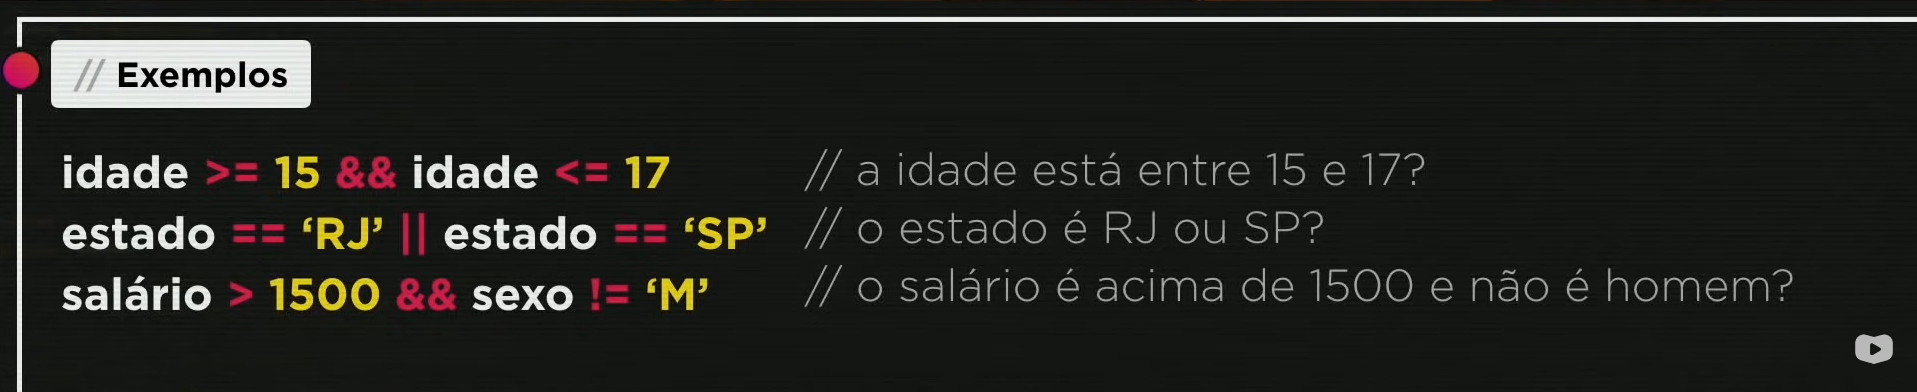 // Exemplos
idade >= 15 && idade <= 17 // a idade está entre 15 e 17?
estado == ‘RJ’ || estado == ‘SP’ // o estado é RJ ou SP?
salário > 1500 && sexo != ‘M’ // o salário é acima de 1500 e não é homem?